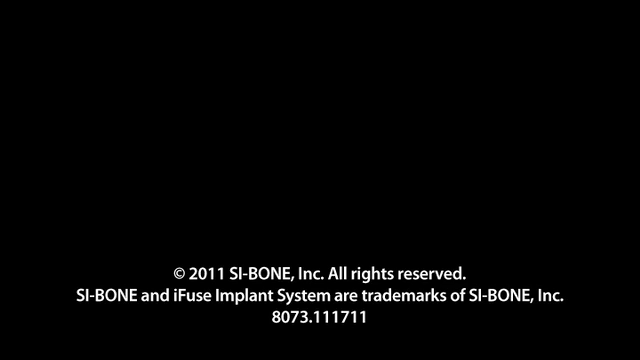 © 2011 SI-BONE, Inc. All rights reserved.
SI-BONE and iFuse Implant System are trademarks of SI-BONE, Inc.
8073.111711